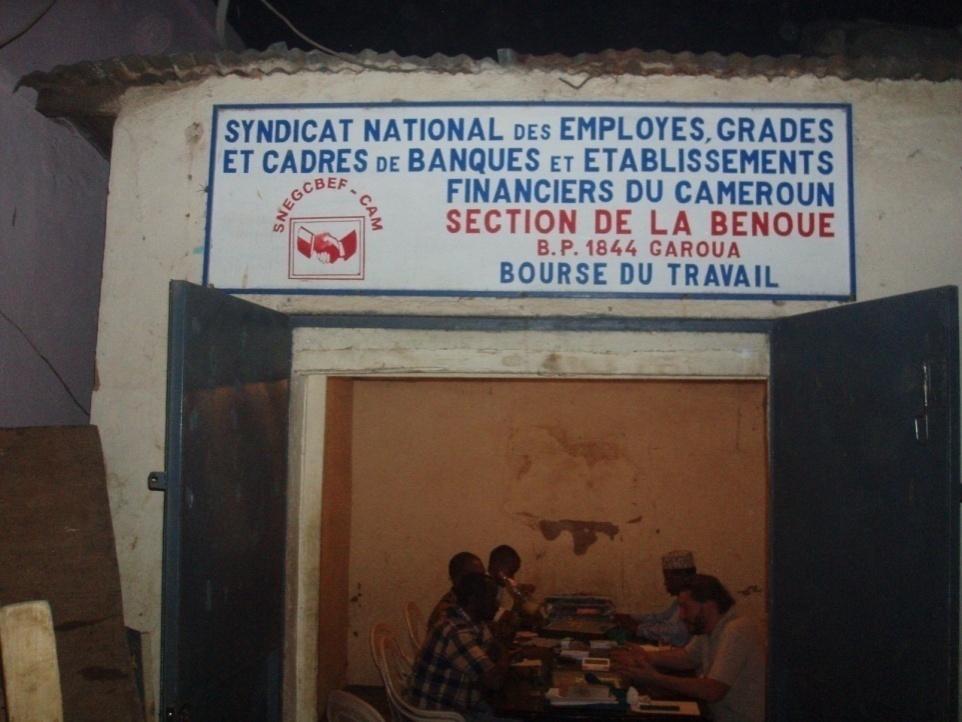 SYNDICAT NATIONAL DES EMPLOYES, GRADES
ET CADRES DE BANQUES ET ETABLISSEMENTS
FINANCIERS DU CAMEROUN
SNEGCBEF-CAM
SECTION DE LA BENOUE
B.P. 1844 GAROUA
BOURSE DU TRAVAIL